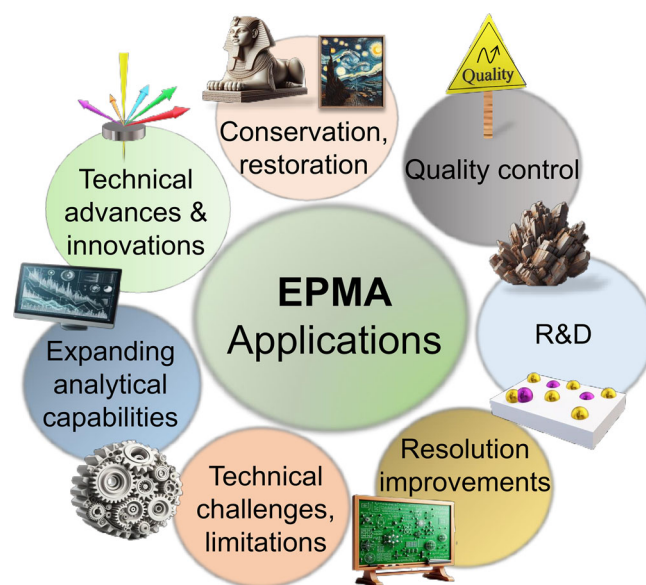 EPMA
Applications
Conservation,
restoration
Quality
Quality control
R&D
Resolution
improvements
Technical
challenges,
limitations
Expanding
analytical
capabilities
Technical
advances &
innovations